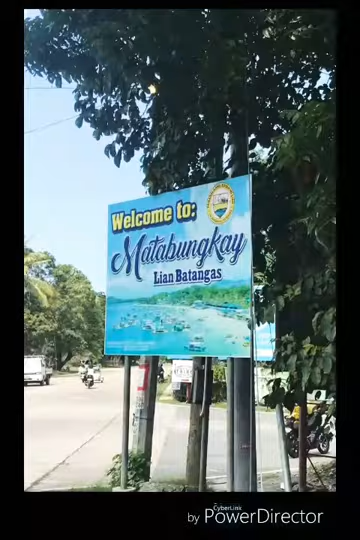 Welcome to:
Matabungkay
Lian Batangas
CyberLink
by PowerDirector